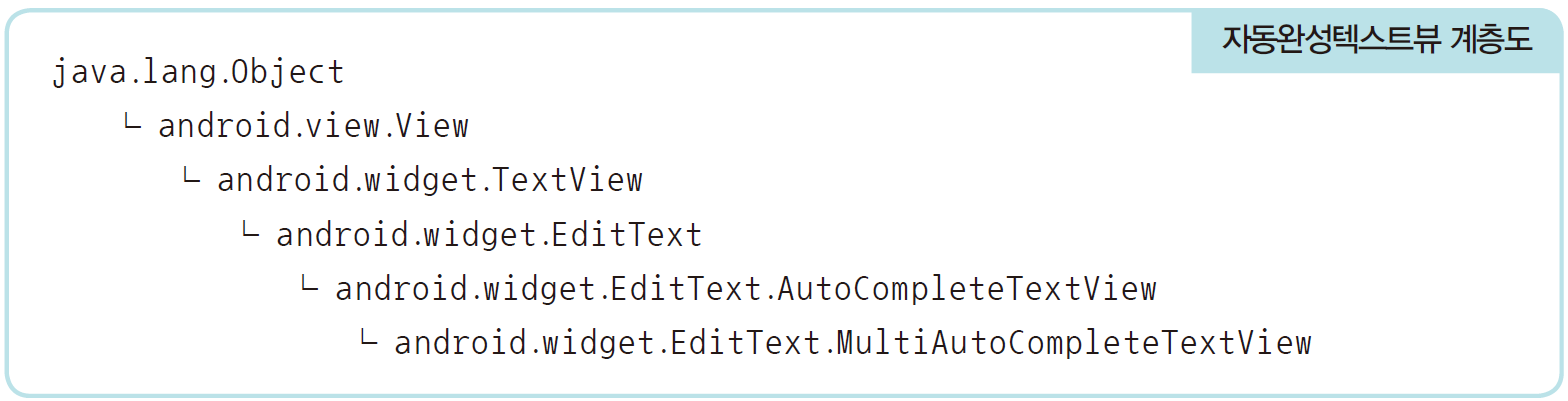 자동완성텍스트뷰 계층도
java.lang.Object
└ android.view.View
└ android.widget.TextView
└ android.widget.EditText
└ android.widget.EditText.AutoCompleteTextView
└ android.widget.EditText.MultiAutoCompleteTextView